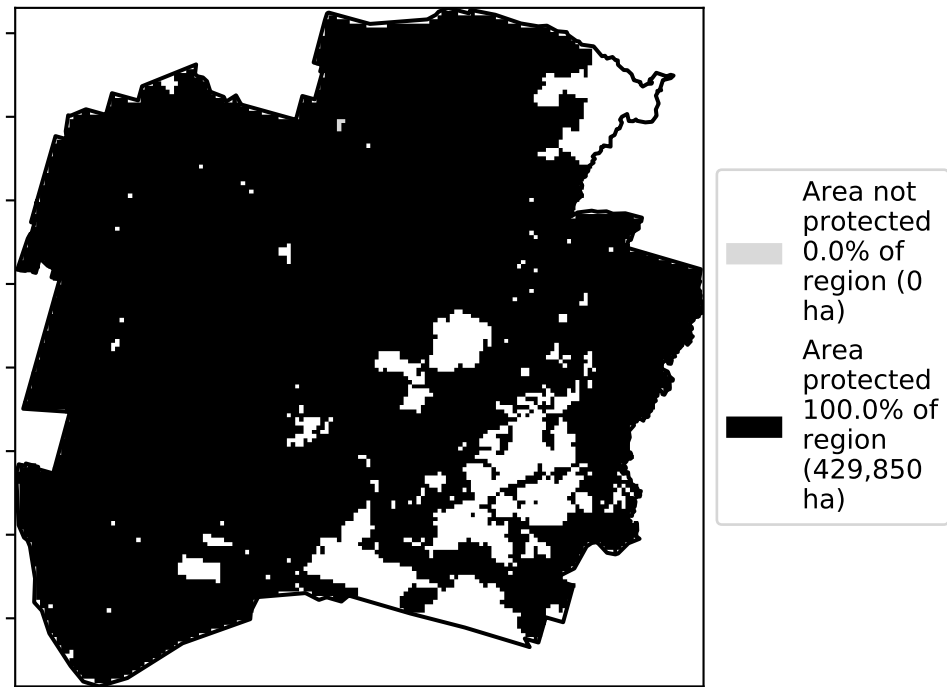 Area not
protected
0.0% of
region (0
ha)
Area
protected
100.0% of
region
(429,850
ha)